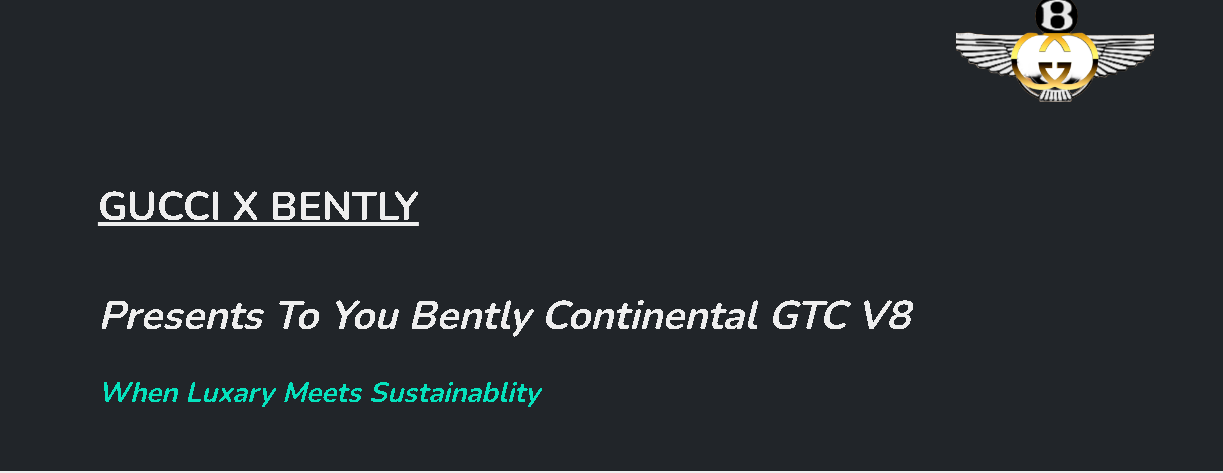 B
GUCCI X BENTLY
Presents To You Bently Continental GTC V8
When Luxary Meets Sustainablity